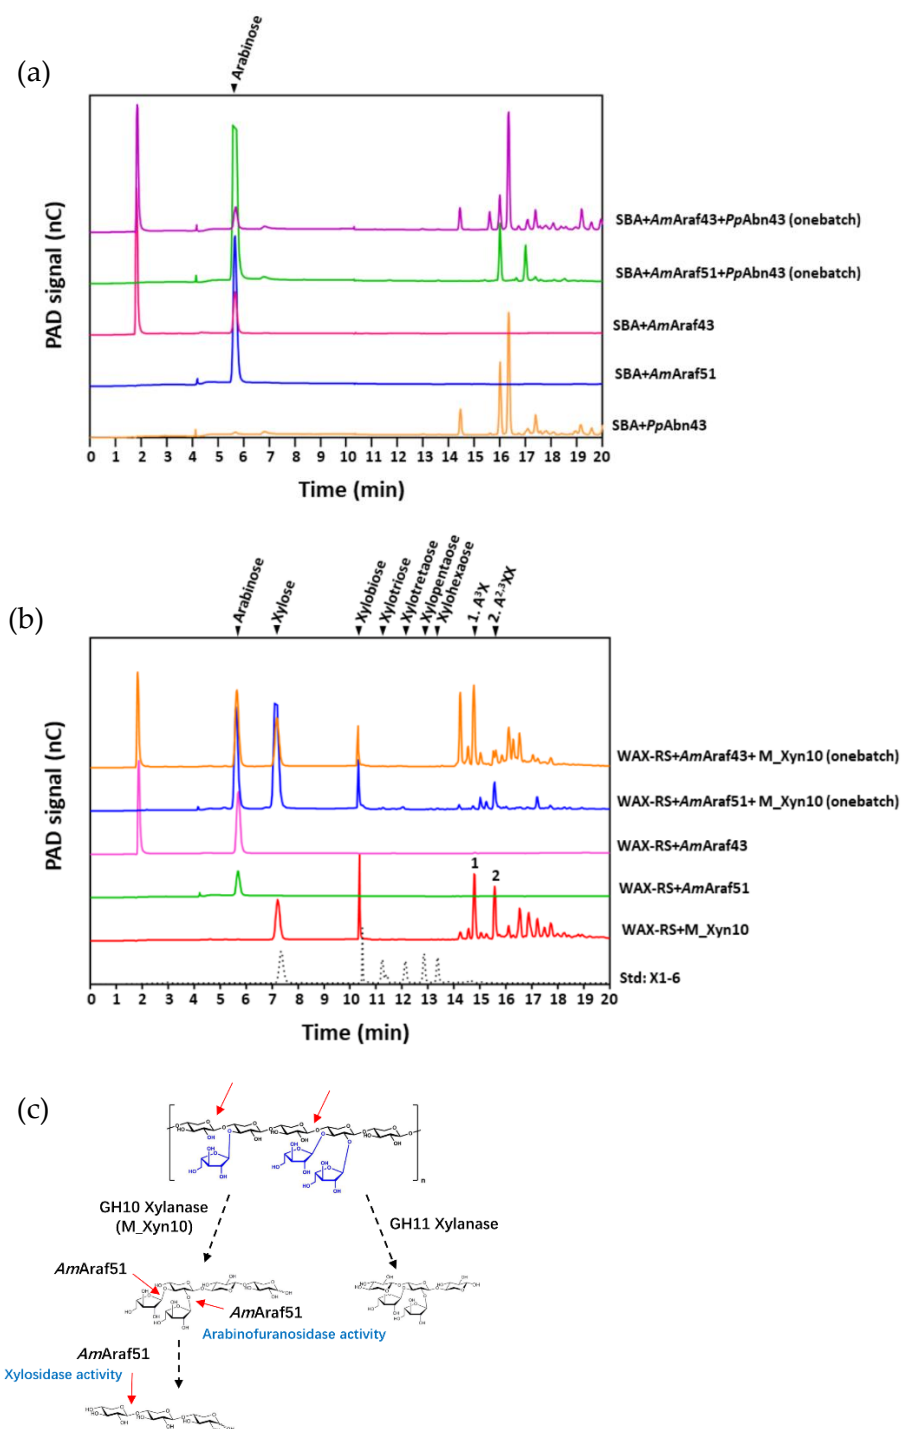 (a)
Arabinose
PAD signal (nC)
SBA+AmAraf43+PpAbn43 (onebatch)
SBA+AmAraf51+PpAbn43 (onebatch)
SBA+AmAraf43
SBA+AmAraf51
SBA+PpAbn43
0 1 2 3 4 5 6 7 8 9 10 11 12 13 14 15 16 17 18 19 20
Time (min)
(b)
Arabinose
Xylose
Xylobiose
Xylotriose
Xylotretaose
Xylopentaose
Xylohexaose
1. A³X
2. A²,³XX
PAD signal (nC)
WAX-RS+AmAraf43+ M_Xyn10 (onebatch)
WAX-RS+AmAraf51+ M_Xyn10 (onebatch)
WAX-RS+AmAraf43
1
2
WAX-RS+AmAraf51
WAX-RS+M_Xyn10
Std: X1-6
0 1 2 3 4 5 6 7 8 9 10 11 12 13 14 15 16 17 18 19 20
Time (min)
(c)
n
GH10 Xylanase
(M_Xyn10)
GH11 Xylanase
AmAraf51
AmAraf51
Arabinofuranosidase activity
AmAraf51
Xylosidase activity